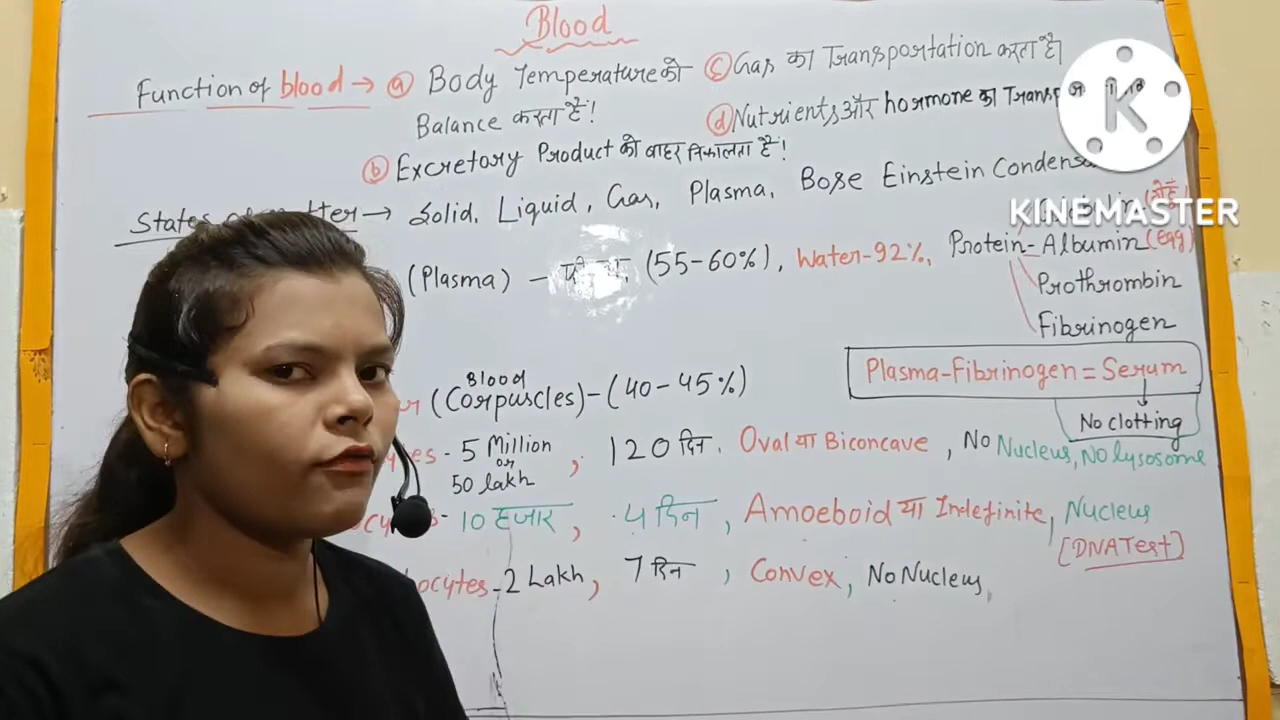 Blood
Function of blood → (a) Body Temperature को Balance करता है!
(b) Excretory Product को बाहर निकालता है!
(c) Gas का Transportation करता है।
(d) Nutrients और hormone का
States of matter → Solid, Liquid, Gas, Plasma, Bose Einstein
(Plasma) - (55-60%), Water-92%, Protein - Albumin (egg)
Prothrombin
Fibrinogen
Plasma-Fibrinogen = Serum
No clotting
Blood
(Corpuscles) - (40-45%)
5 Million or 50 lakh, 120 दिन, Oval या Biconcave, No Nucleus, No lysosome
10 हजार, 4 दिन, Amoeboid या Indefinite, Nucleus
[DNA Test]
2 Lakh, 7 दिन, Convex, No Nucleus,
K
KINEMASTER